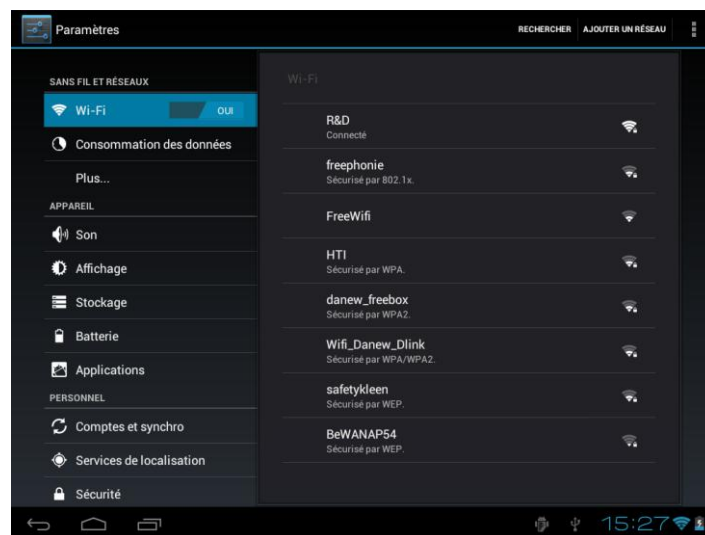 Paramètres
RECHERCHER
AJOUTER UN RÉSEAU
SANS FIL ET RÉSEAUX
Wi-Fi
OUI
Consommation des données
Plus...
APPAREIL
Son
Affichage
Stockage
Batterie
Applications
PERSONNEL
Comptes et synchro
Services de localisation
Sécurité
Wi-Fi
R&D
Connecté
freephonie
Sécurisé par 802.1x.
FreeWifi
HTI
Sécurisé par WPA.
danew_freebox
Sécurisé par WPA2.
Wifi_Danew_Dlink
Sécurisé par WPA/WPA2.
safetykleen
Sécurisé par WEP.
BeWANAP54
Sécurisé par WEP.
15:27